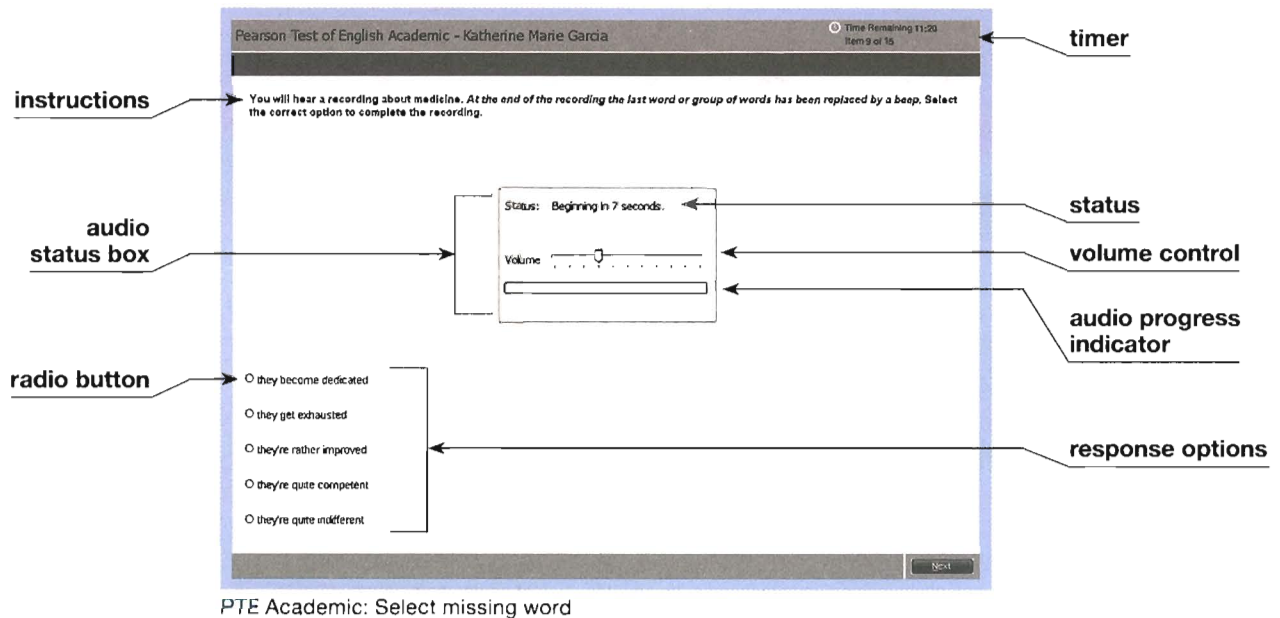 Pearson Test of English Academic - Katherine Marie Garcia
Time Remaining 11:20
Item 9 of 16
timer
instructions
You will hear a recording about medicine. At the end of the recording the last word or group of words has been replaced by a beep. Select
the correct option to complete the recording.
audio
status box
Status: Beginning in 7 seconds.
status
Volume
volume control
audio progress
indicator
radio button
they become dedicated
they get exhausted
they're rather improved
they're quite competent
they're quite indifferent
response options
Next
PTE Academic: Select missing word